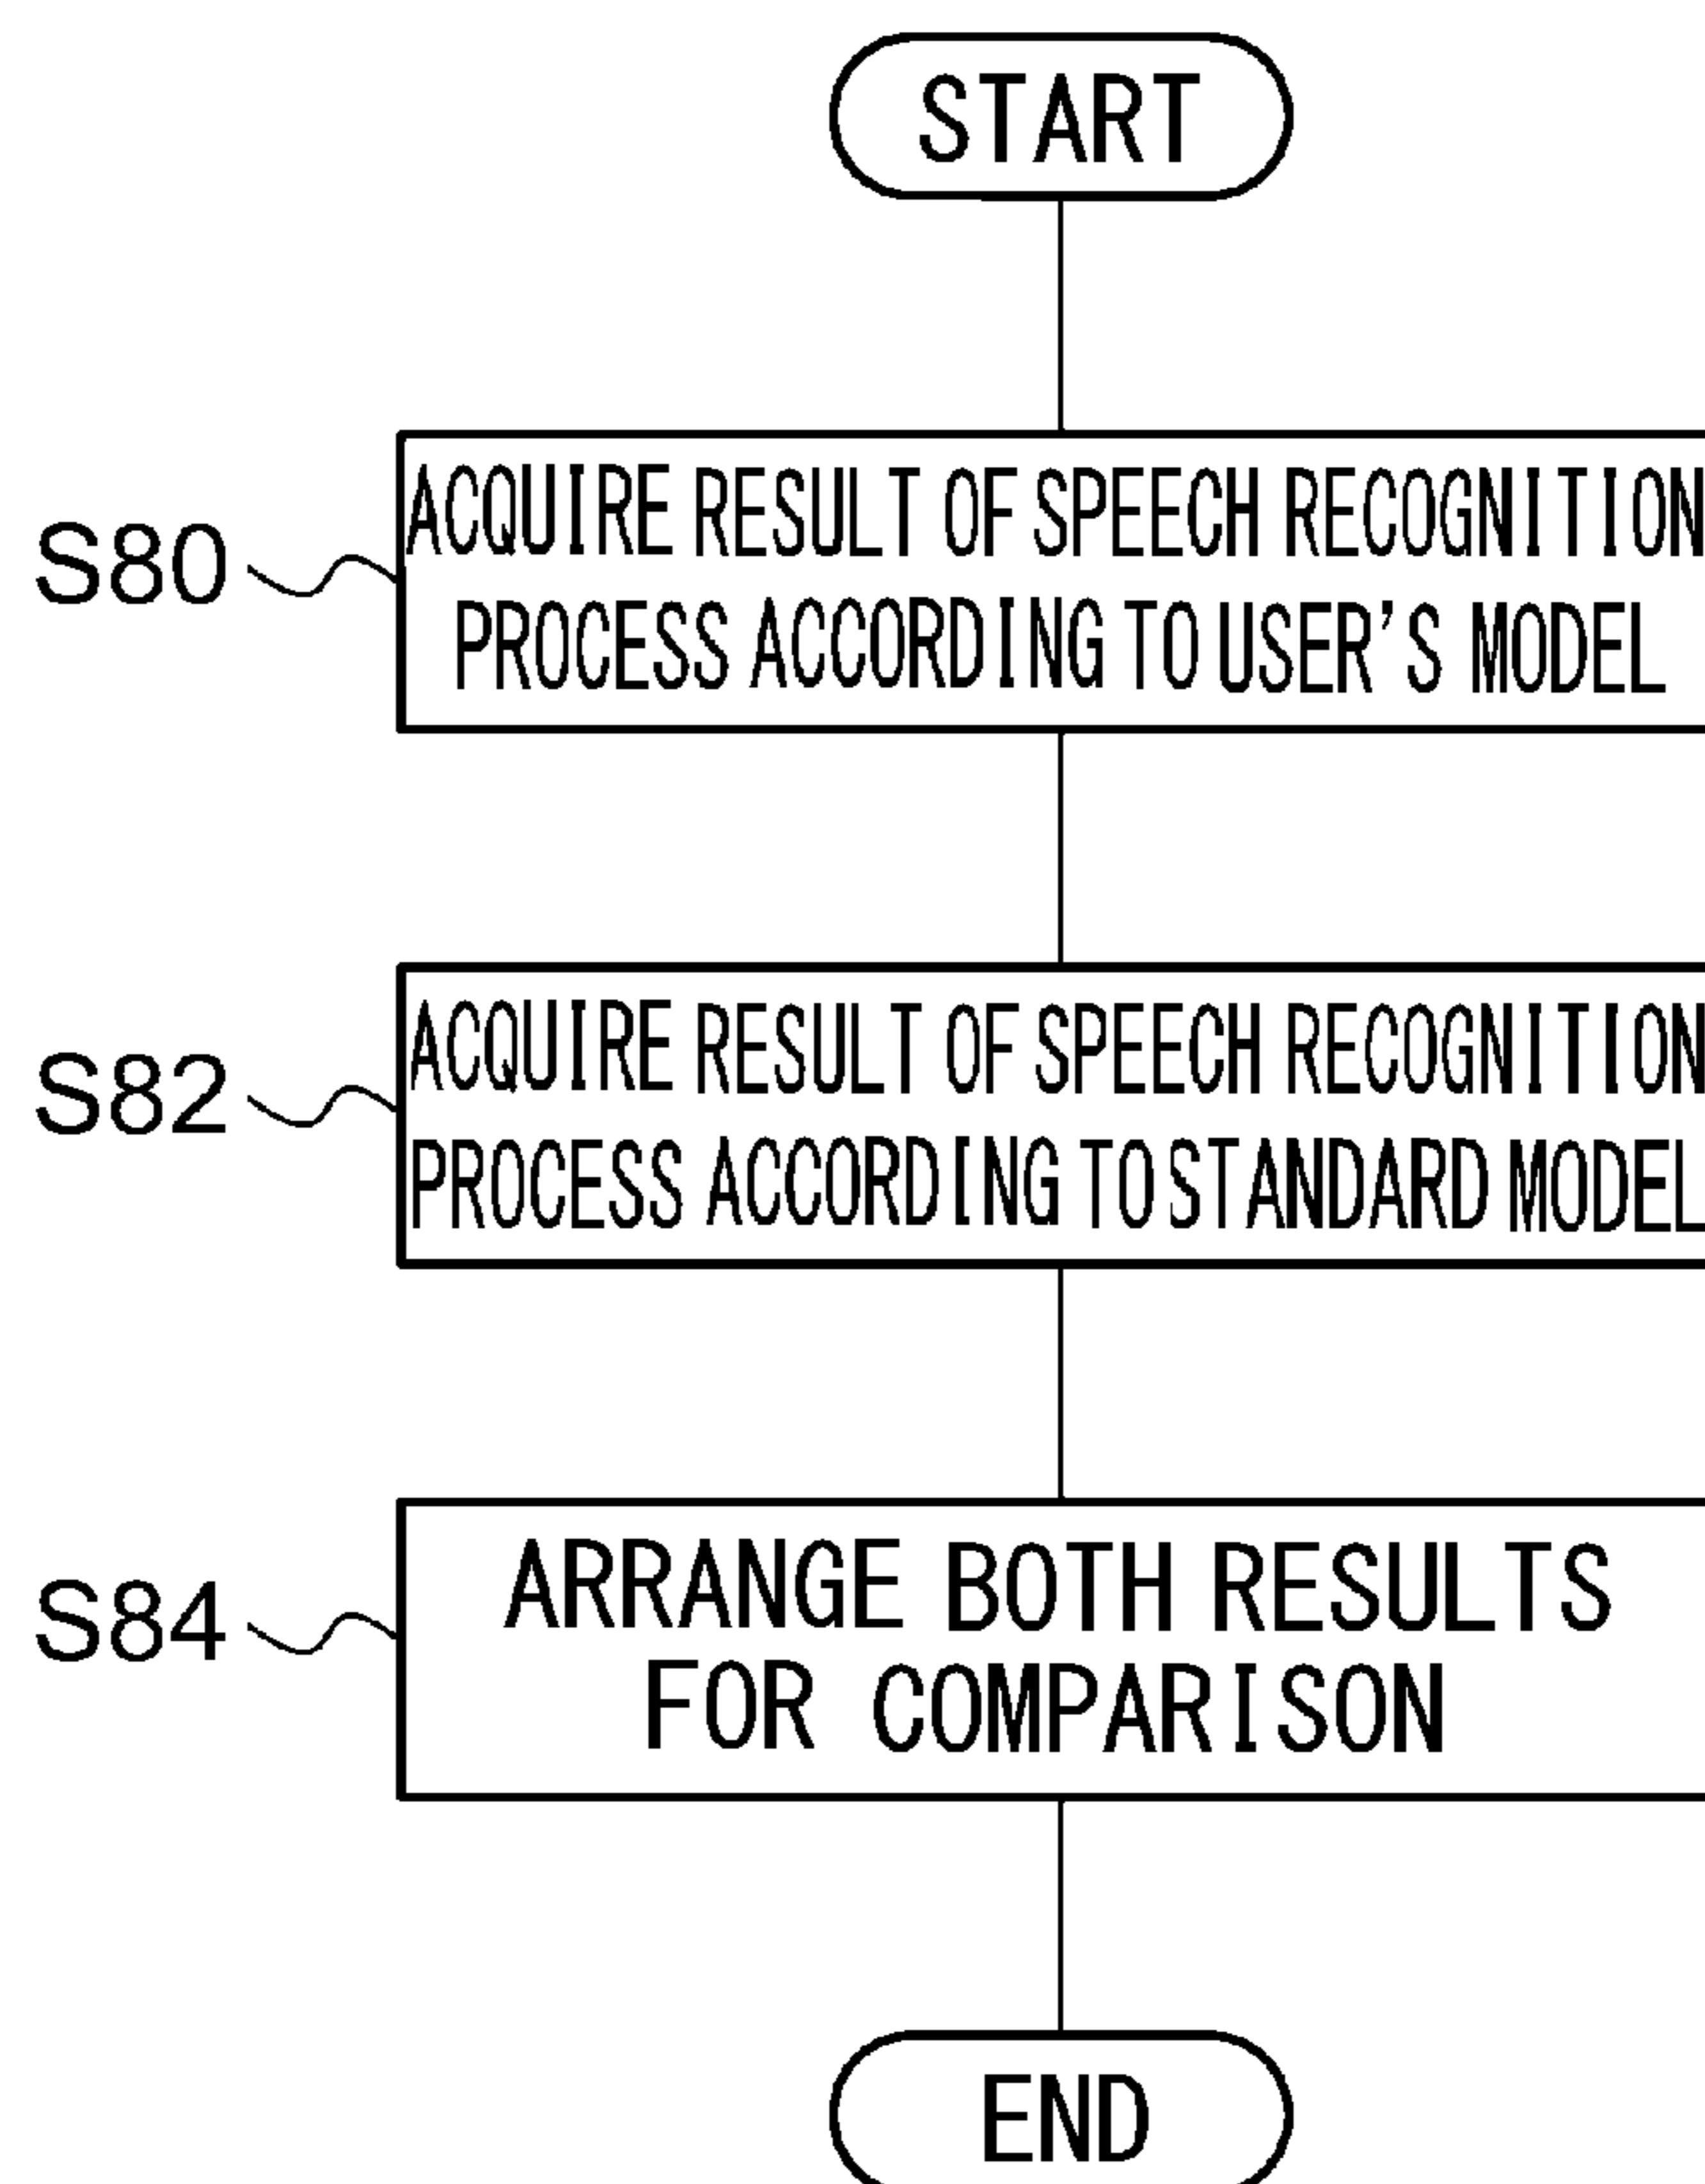 START
S80
ACQUIRE RESULT OF SPEECH RECOGNITION
PROCESS ACCORDING TO USER'S MODEL
S82
ACQUIRE RESULT OF SPEECH RECOGNITION
PROCESS ACCORDING TO STANDARD MODEL
S84
ARRANGE BOTH RESULTS
FOR COMPARISON
END